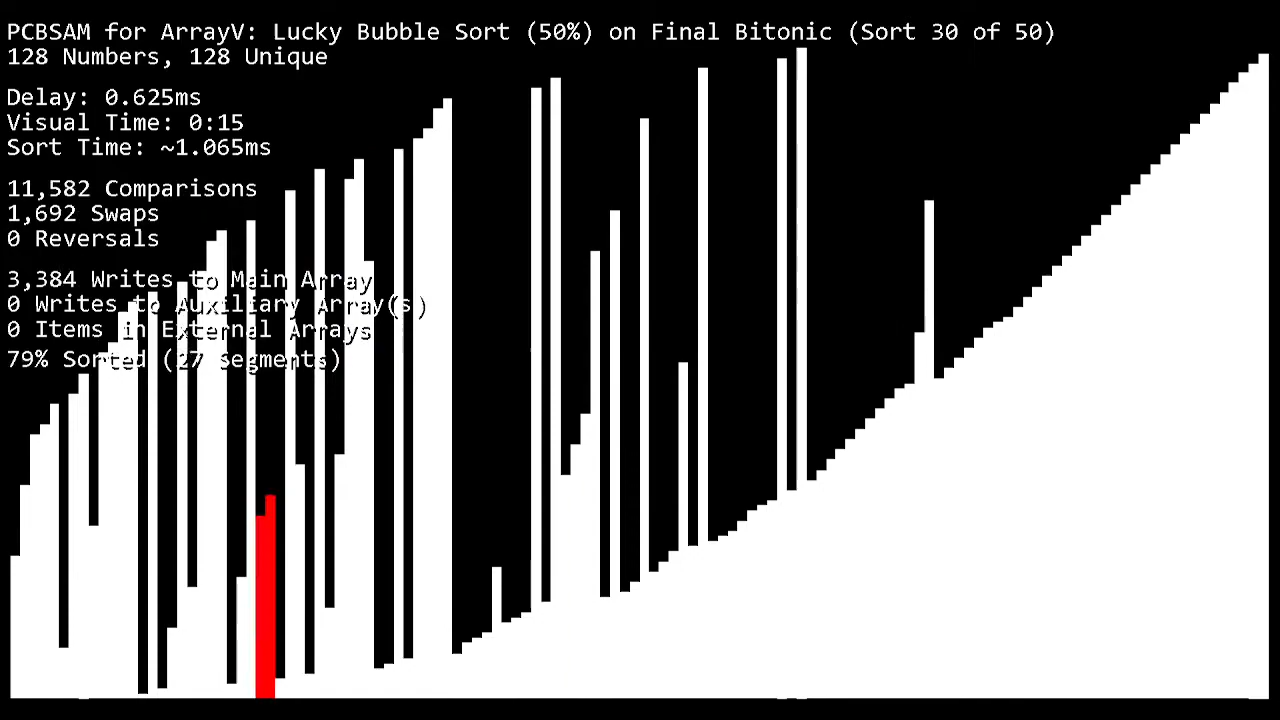 PCBSAM for ArrayV: Lucky Bubble Sort (50%) on Final Bitonic (Sort 30 of 50)
128 Numbers, 128 Unique
Delay: 0.625ms
Visual Time: 0:15
Sort Time: ~1.065ms
11,582 Comparisons
1,692 Swaps
0 Reversals
3,384 Writes to Main Array
0 Writes to Auxiliary Array(s)
0 Items in External Arrays
79% Sorted (27 segments)